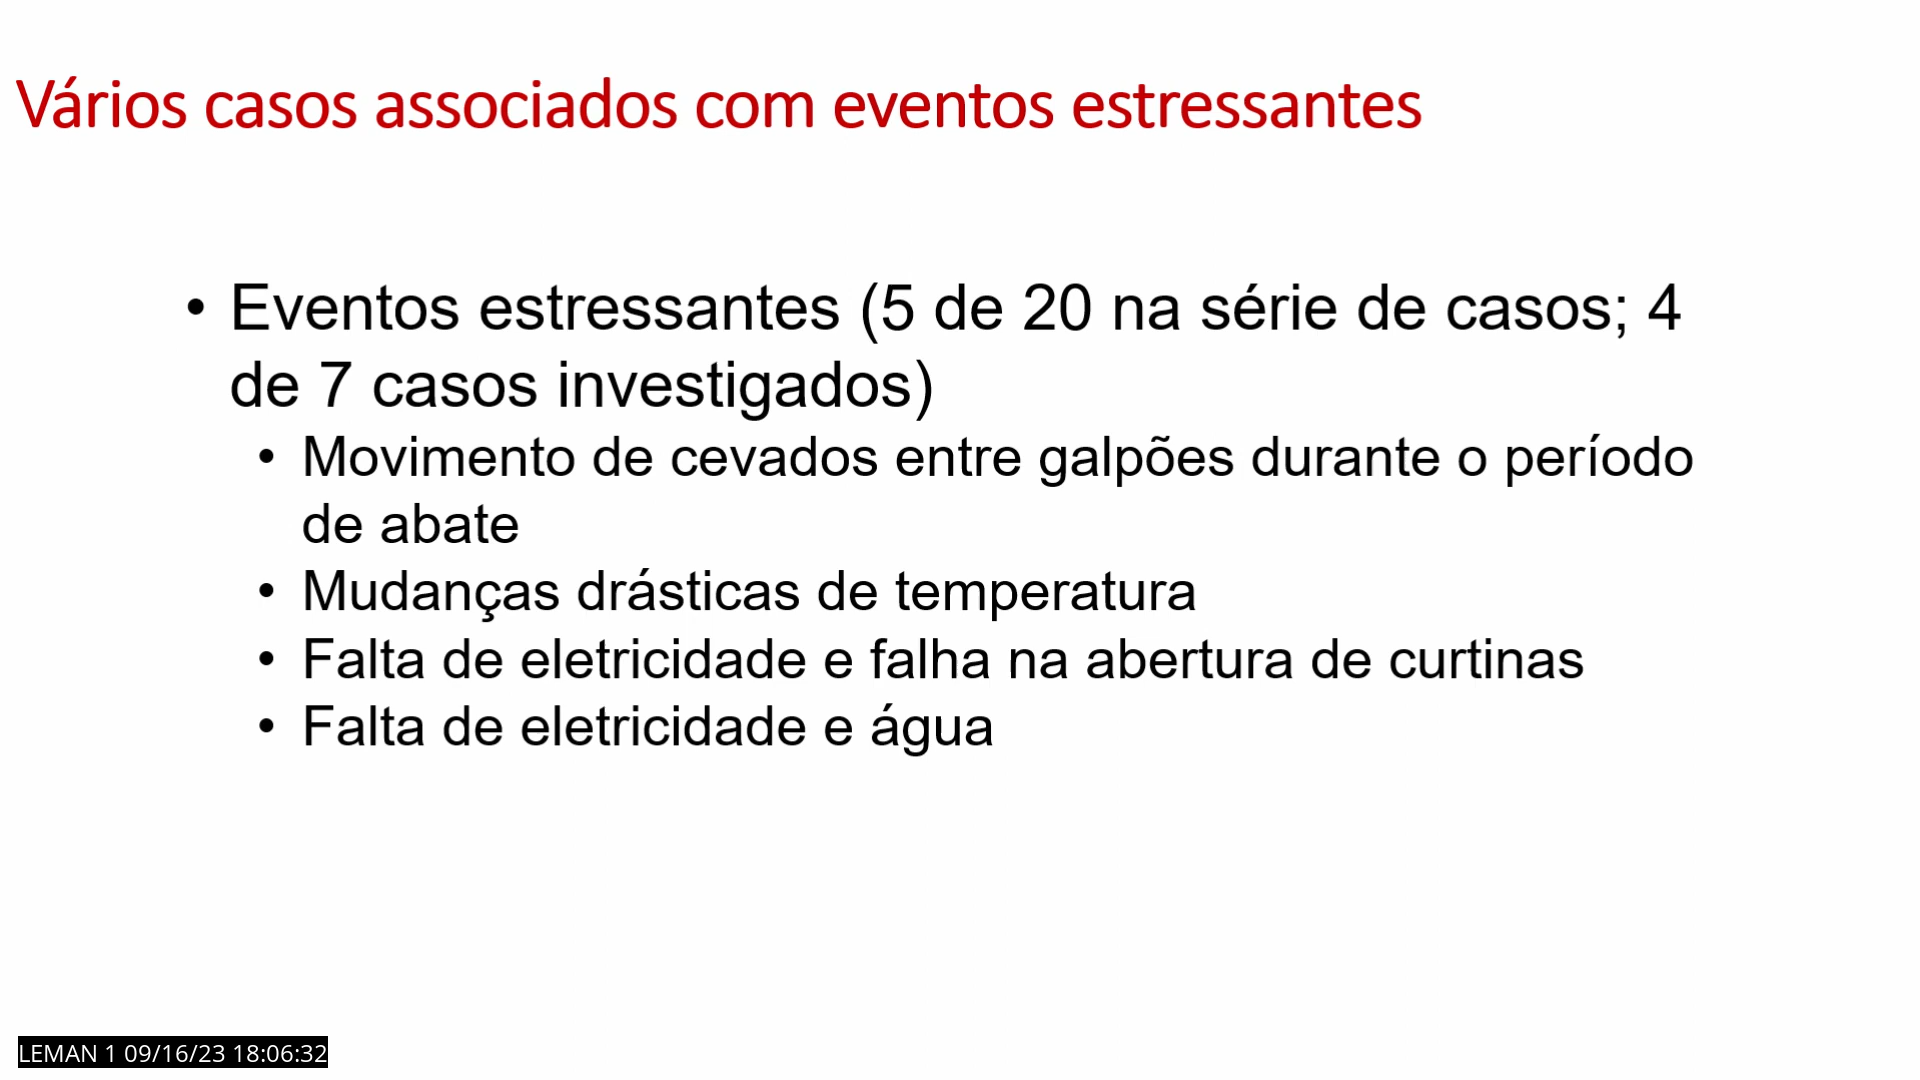 Vários casos associados com eventos estressantes
• Eventos estressantes (5 de 20 na série de casos; 4
de 7 casos investigados)
• Movimento de cevados entre galpões durante o período
de abate
• Mudanças drásticas de temperatura
• Falta de eletricidade e falha na abertura de curtinas
• Falta de eletricidade e água
LEMAN 1 09/16/23 18:06:32